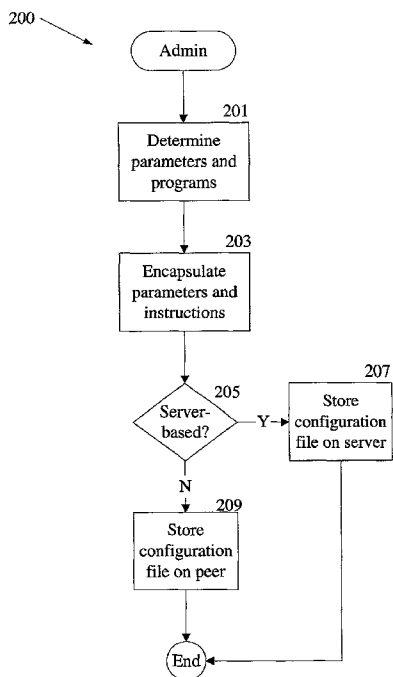 200
Admin
201
Determine
parameters and
programs
203
Encapsulate
parameters and
instructions
205
Server-
based?
Y
207
Store
configuration
file on server
N
209
Store
configuration
file on peer
End